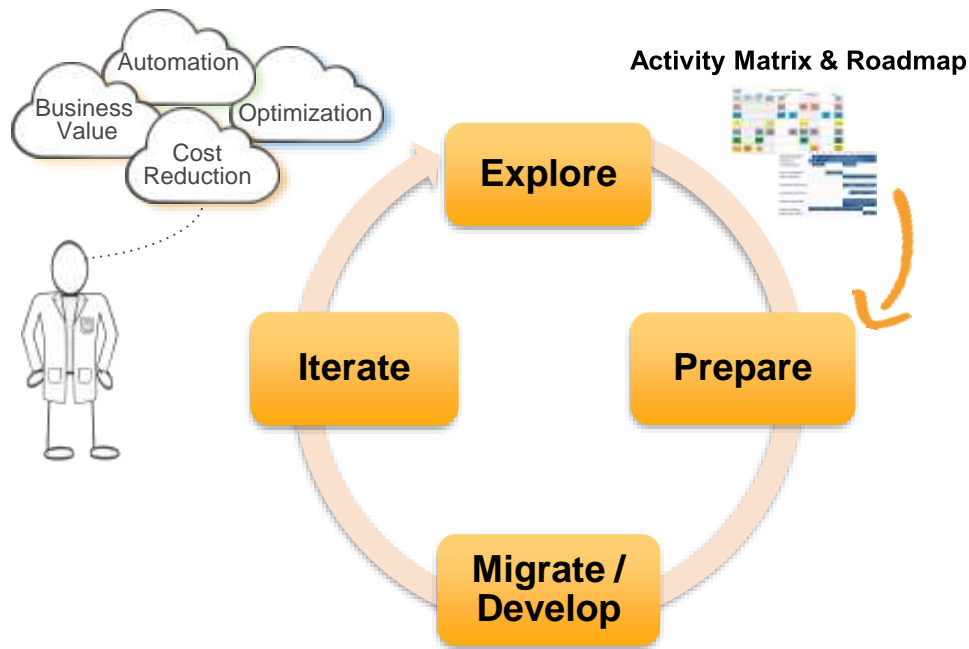 Automation
Business
Value
Optimization
Cost
Reduction
Activity Matrix & Roadmap
Explore
Iterate
Prepare
Migrate /
Develop